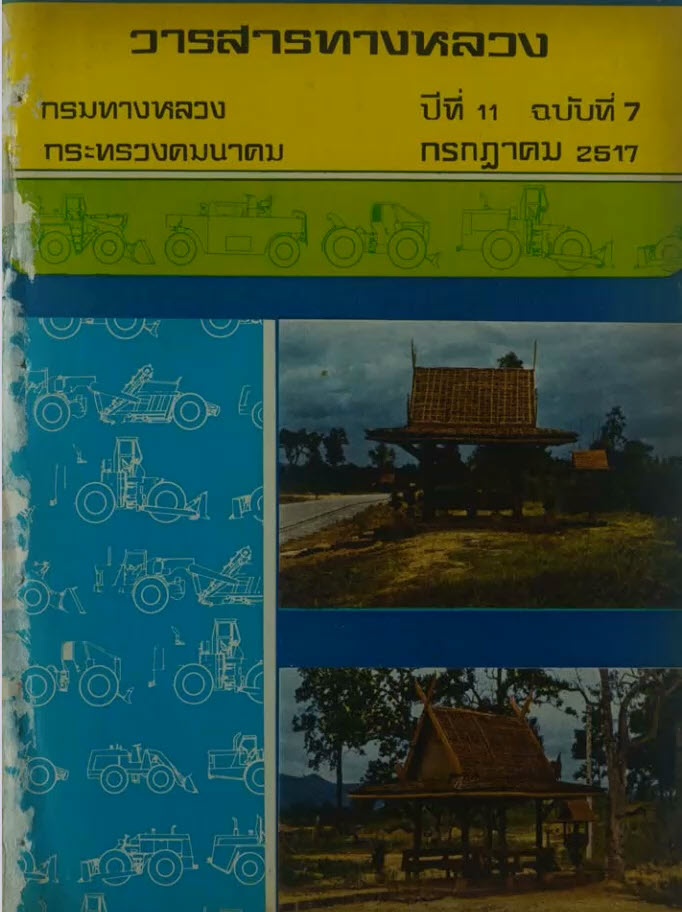 วารสารทางหลวง
กรมทางหลวง ปีที่ 11 ฉบับที่ 7
กระทรวงคมนาคม กรกฎาคม 2517